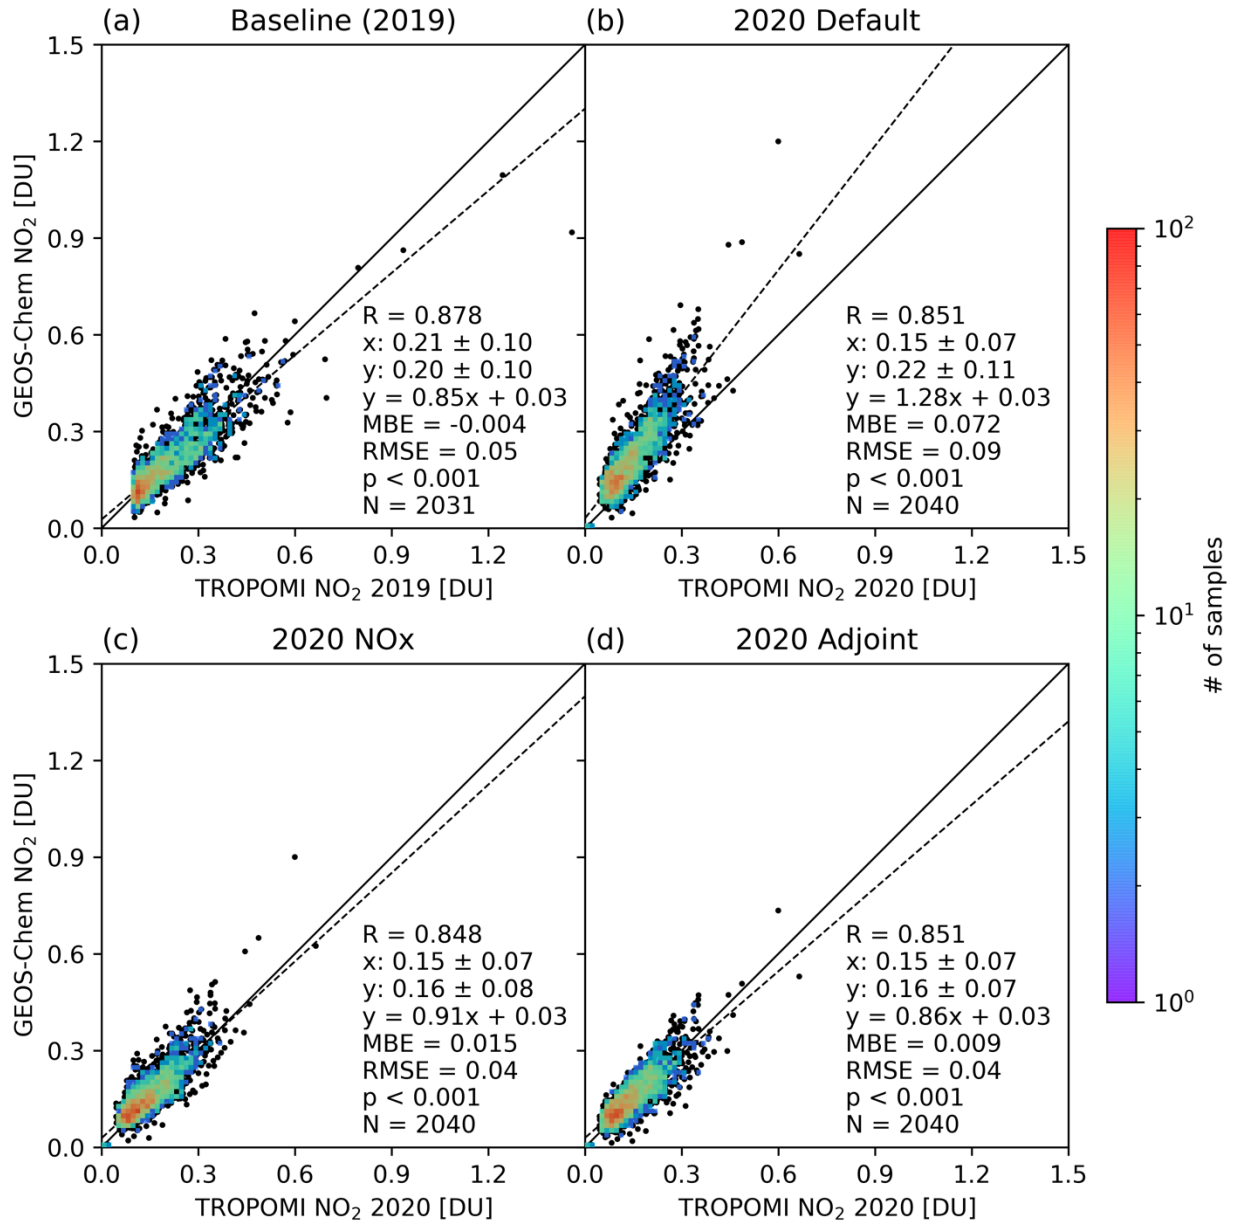 (a) Baseline (2019)
(b) 2020 Default
1.5
1.2
0.9
0.6
0.3
0.0
GEOS-Chem NO₂ [DU]
R = 0.878
x: 0.21 ± 0.10
y: 0.20 ± 0.10
y = 0.85x + 0.03
MBE = -0.004
RMSE = 0.05
p < 0.001
N = 2031
R = 0.851
x: 0.15 ± 0.07
y: 0.22 ± 0.11
y = 1.28x + 0.03
MBE = 0.072
RMSE = 0.09
p < 0.001
N = 2040
0.0 0.3 0.6 0.9 1.2
0.0 0.3 0.6 0.9 1.2 1.5
TROPOMI NO₂ 2019 [DU]
TROPOMI NO₂ 2020 [DU]
(c) 2020 NOx
(d) 2020 Adjoint
1.5
1.2
0.9
0.6
0.3
0.0
GEOS-Chem NO₂ [DU]
R = 0.848
x: 0.15 ± 0.07
y: 0.16 ± 0.08
y = 0.91x + 0.03
MBE = 0.015
RMSE = 0.04
p < 0.001
N = 2040
R = 0.851
x: 0.15 ± 0.07
y: 0.16 ± 0.07
y = 0.86x + 0.03
MBE = 0.009
RMSE = 0.04
p < 0.001
N = 2040
0.0 0.3 0.6 0.9 1.2
0.0 0.3 0.6 0.9 1.2 1.5
TROPOMI NO₂ 2020 [DU]
TROPOMI NO₂ 2020 [DU]
10²
10¹
10⁰
# of samples